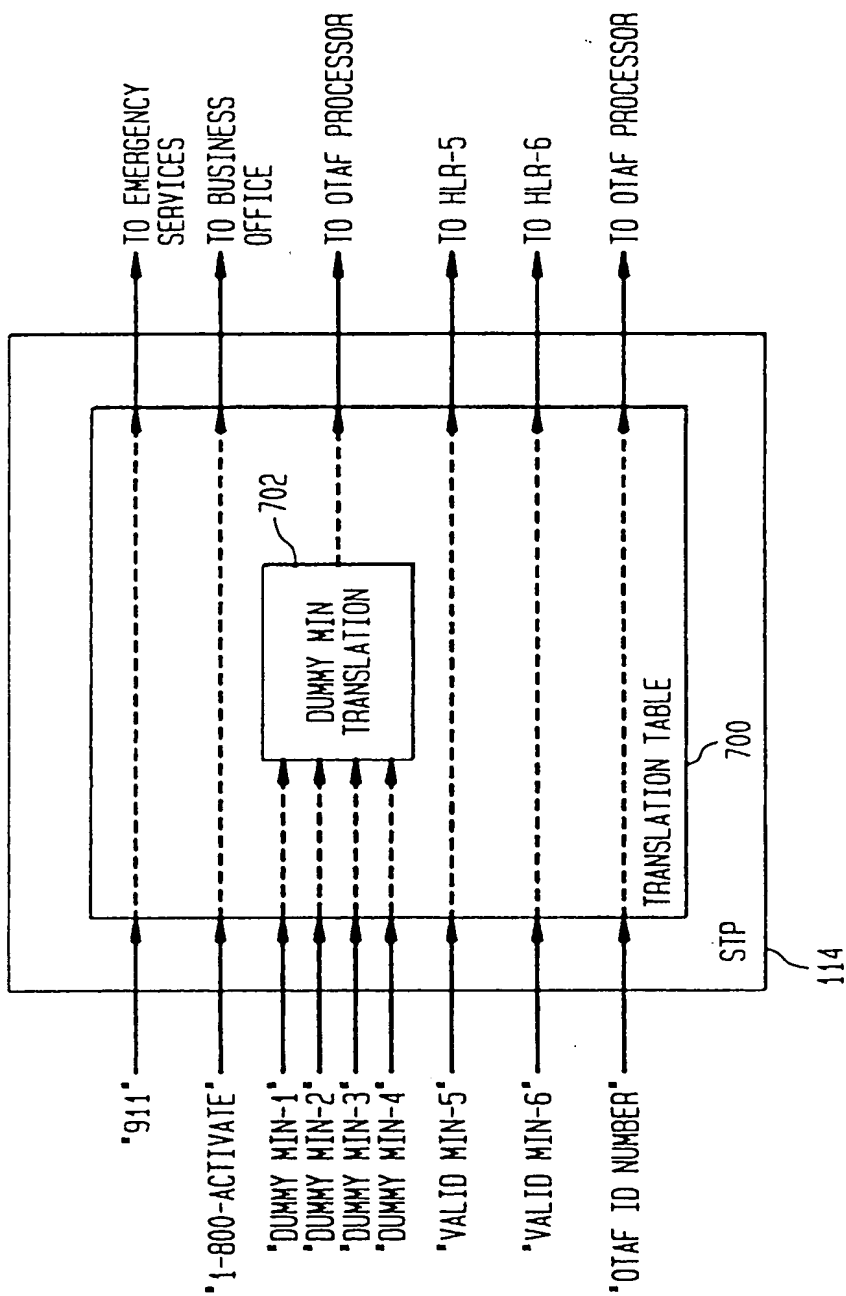 "911"
"1-800-ACTIVATE"
"DUMMY MIN-1"
"DUMMY MIN-2"
"DUMMY MIN-3"
"DUMMY MIN-4"
"VALID MIN-5"
"VALID MIN-6"
"OTAF ID NUMBER"
702
DUMMY MIN
TRANSLATION
TRANSLATION TABLE
700
STP
114
TO EMERGENCY
SERVICES
TO BUSINESS
OFFICE
TO OTAF PROCESSOR
TO HLR-5
TO HLR-6
TO OTAF PROCESSOR